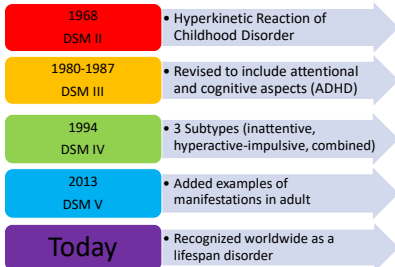 1968
DSM II
• Hyperkinetic Reaction of
Childhood Disorder
1980-1987
DSM III
• Revised to include attentional
and cognitive aspects (ADHD)
1994
DSM IV
• 3 Subtypes (inattentive,
hyperactive-impulsive, combined)
2013
DSM V
• Added examples of
manifestations in adult
Today
• Recognized worldwide as a
lifespan disorder